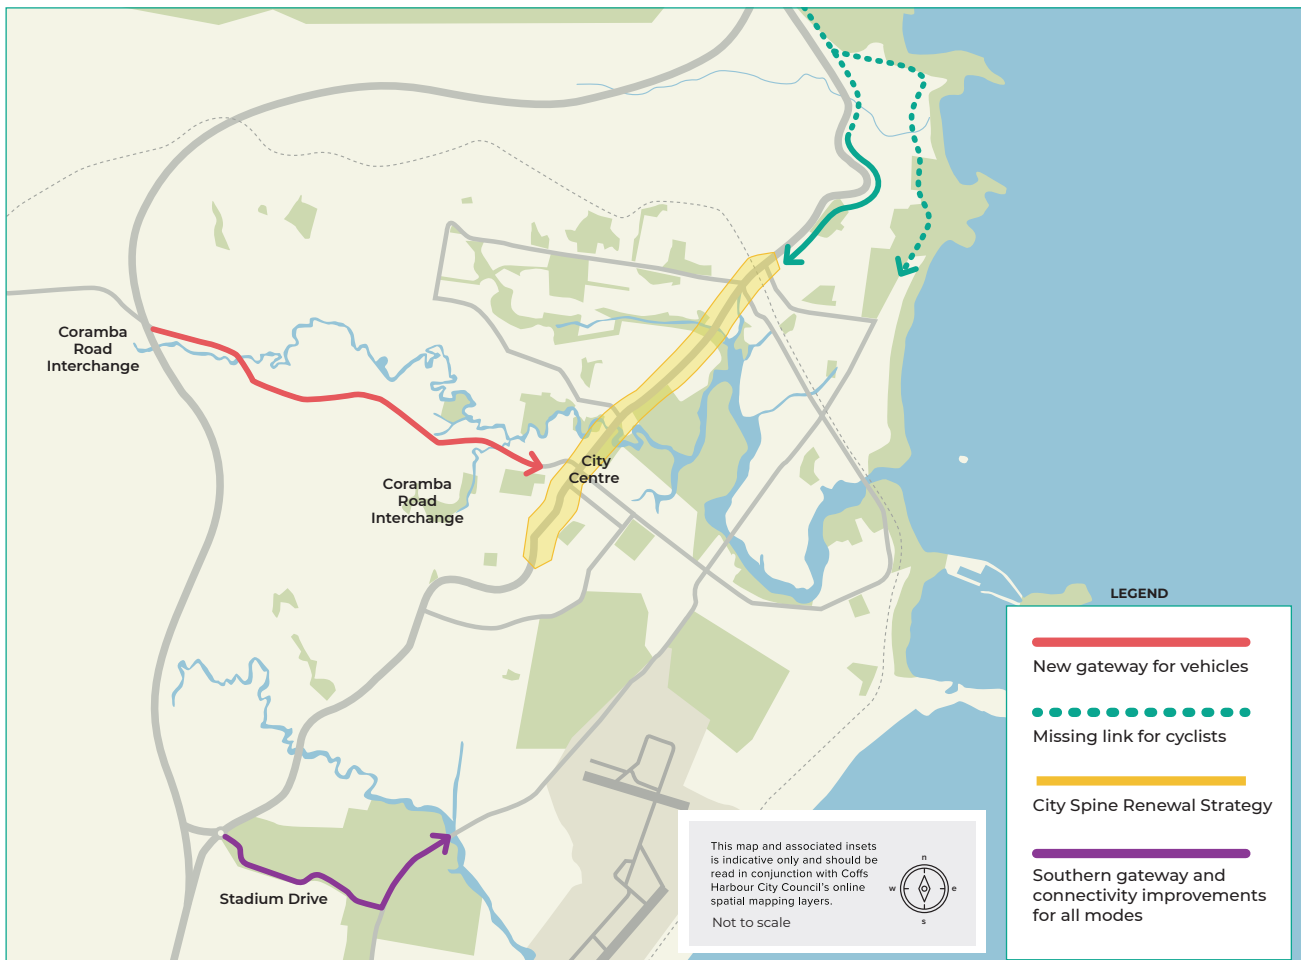 Coramba
Road
Interchange
City
Centre
Coramba
Road
Interchange
Stadium Drive
This map and associated insets
is indicative only and should be
read in conjunction with Coffs
Harbour City Council's online
spatial mapping layers.
Not to scale
n
w
e
s
LEGEND
New gateway for vehicles
Missing link for cyclists
City Spine Renewal Strategy
Southern gateway and
connectivity improvements
for all modes